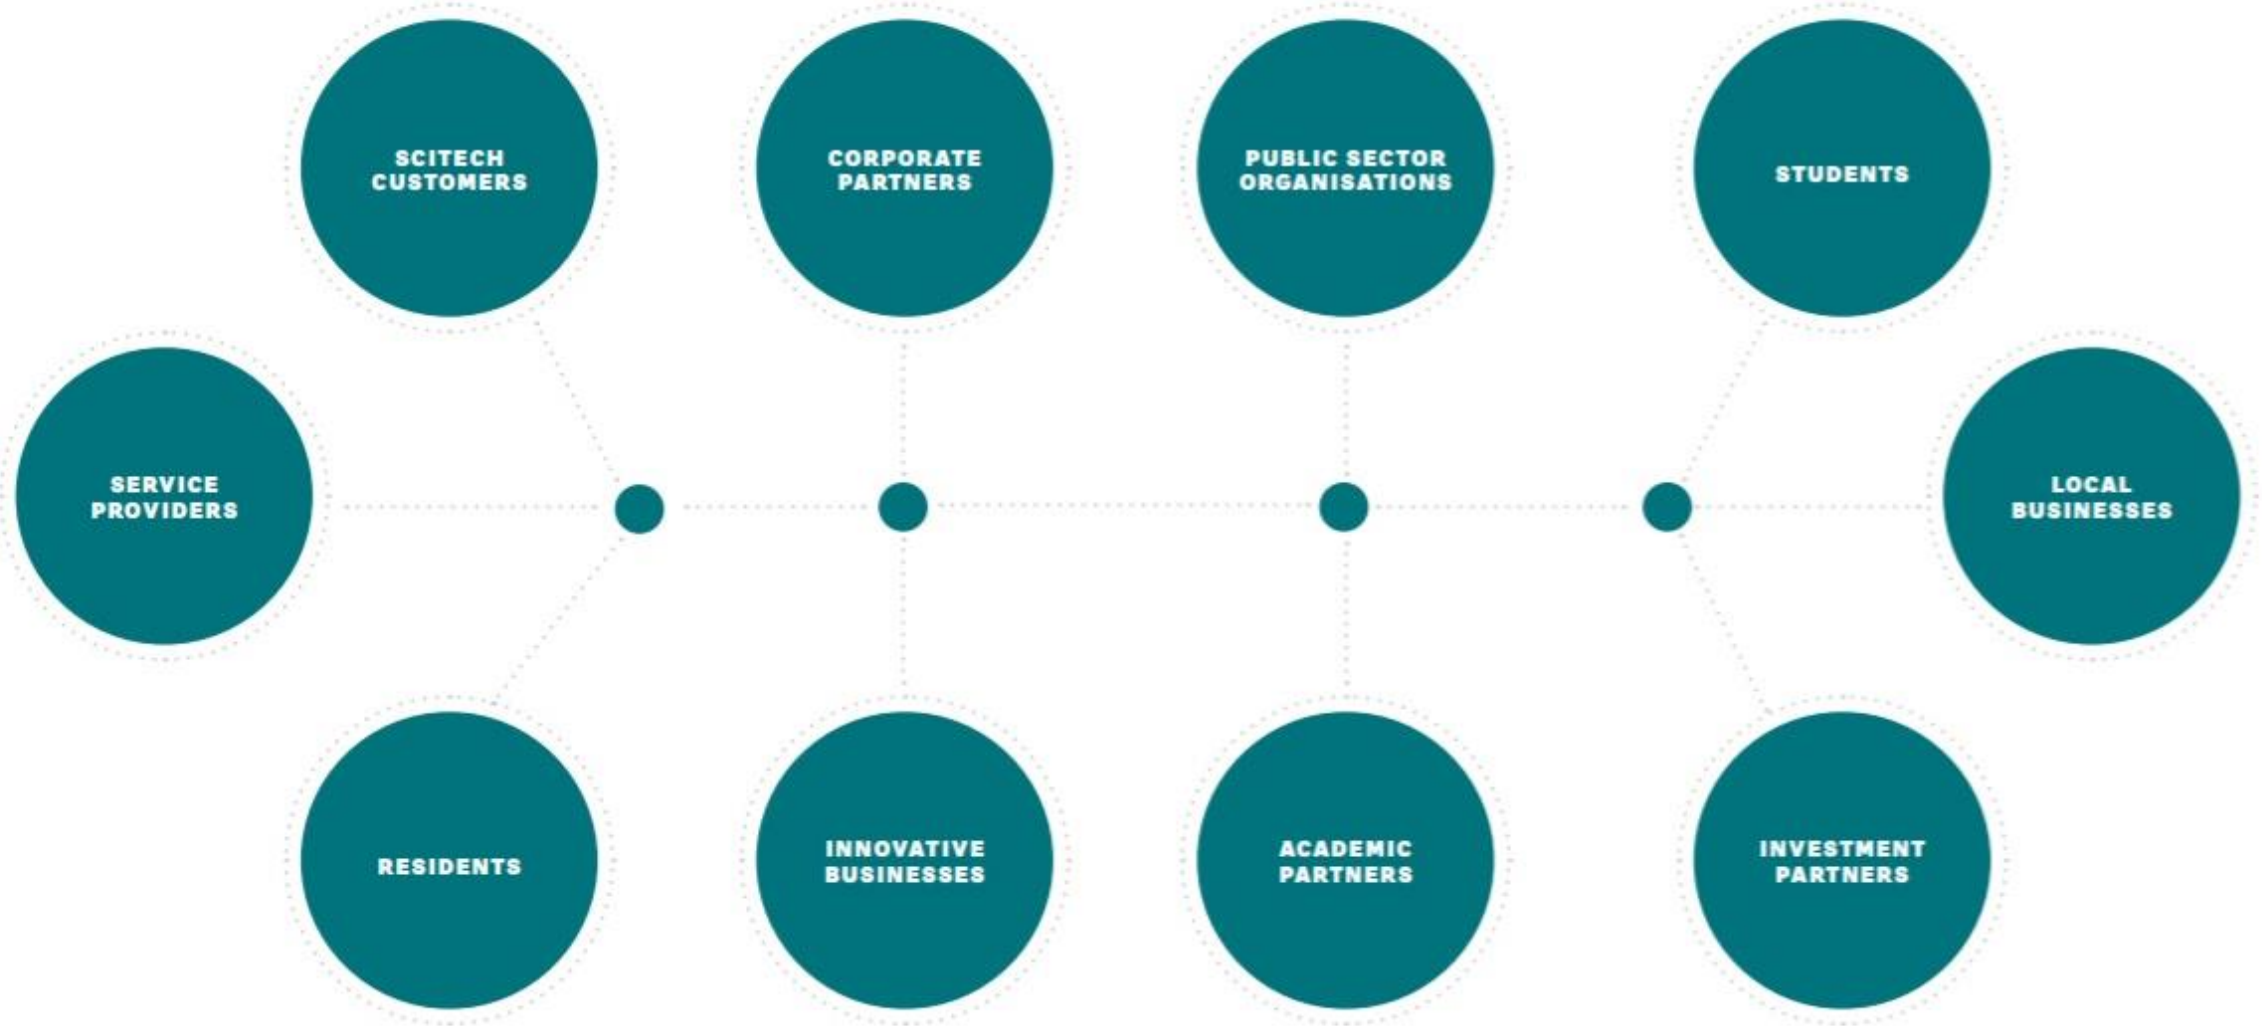 SCITECH
CUSTOMERS
CORPORATE
PARTNERS
PUBLIC SECTOR
ORGANISATIONS
STUDENTS
SERVICE
PROVIDERS
LOCAL
BUSINESSES
RESIDENTS
INNOVATIVE
BUSINESSES
ACADEMIC
PARTNERS
INVESTMENT
PARTNERS